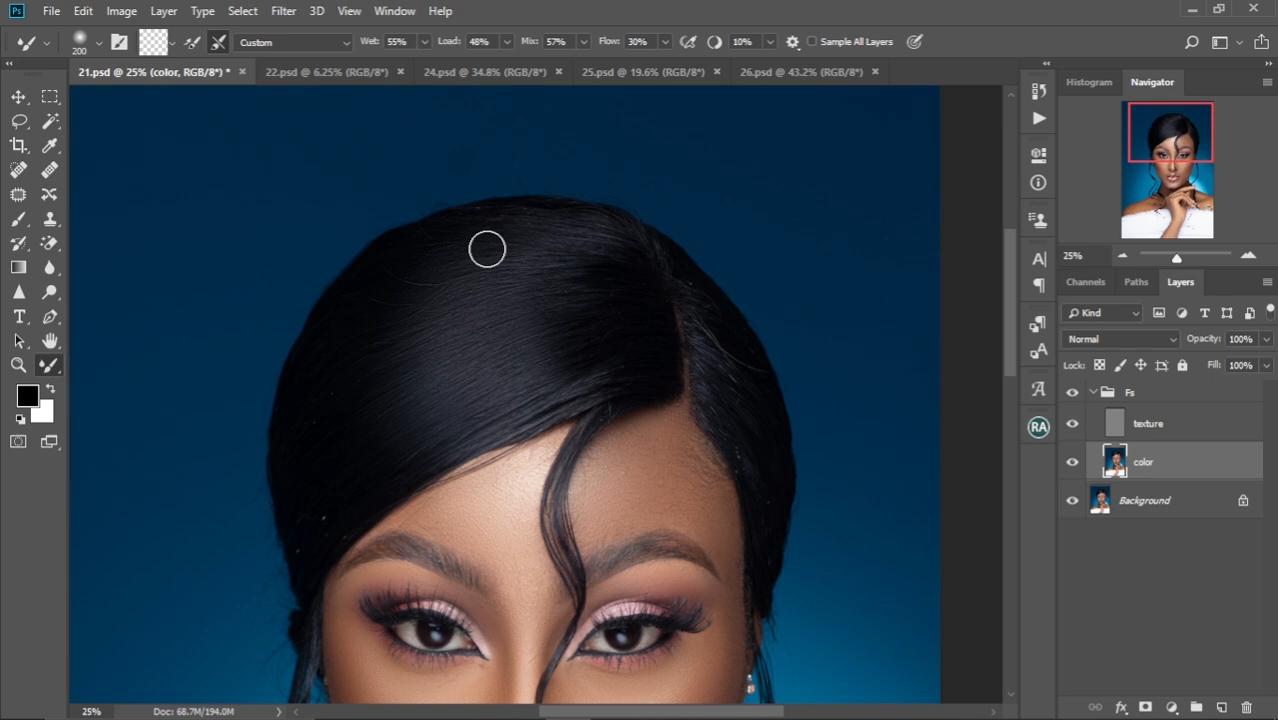 Ps File Edit Image Layer Type Select Filter 3D View Window Help
200 Custom Wet: 55% Load: 48% Mix: 57% Flow: 30% 10% Sample All Layers
21.psd @ 25% (color, RGB/8*) * 22.psd @ 6.25% (RGB/8*) 24.psd @ 34.8% (RGB/8*) 25.psd @ 19.6% (RGB/8*) 26.psd @ 43.2% (RGB/8*)
Histogram Navigator
25%
Channels Paths Layers
Kind
Normal Opacity: 100%
Lock: Fill: 100%
Fs
texture
color
Background
RA
25% Doc: 68.7M/194.0M